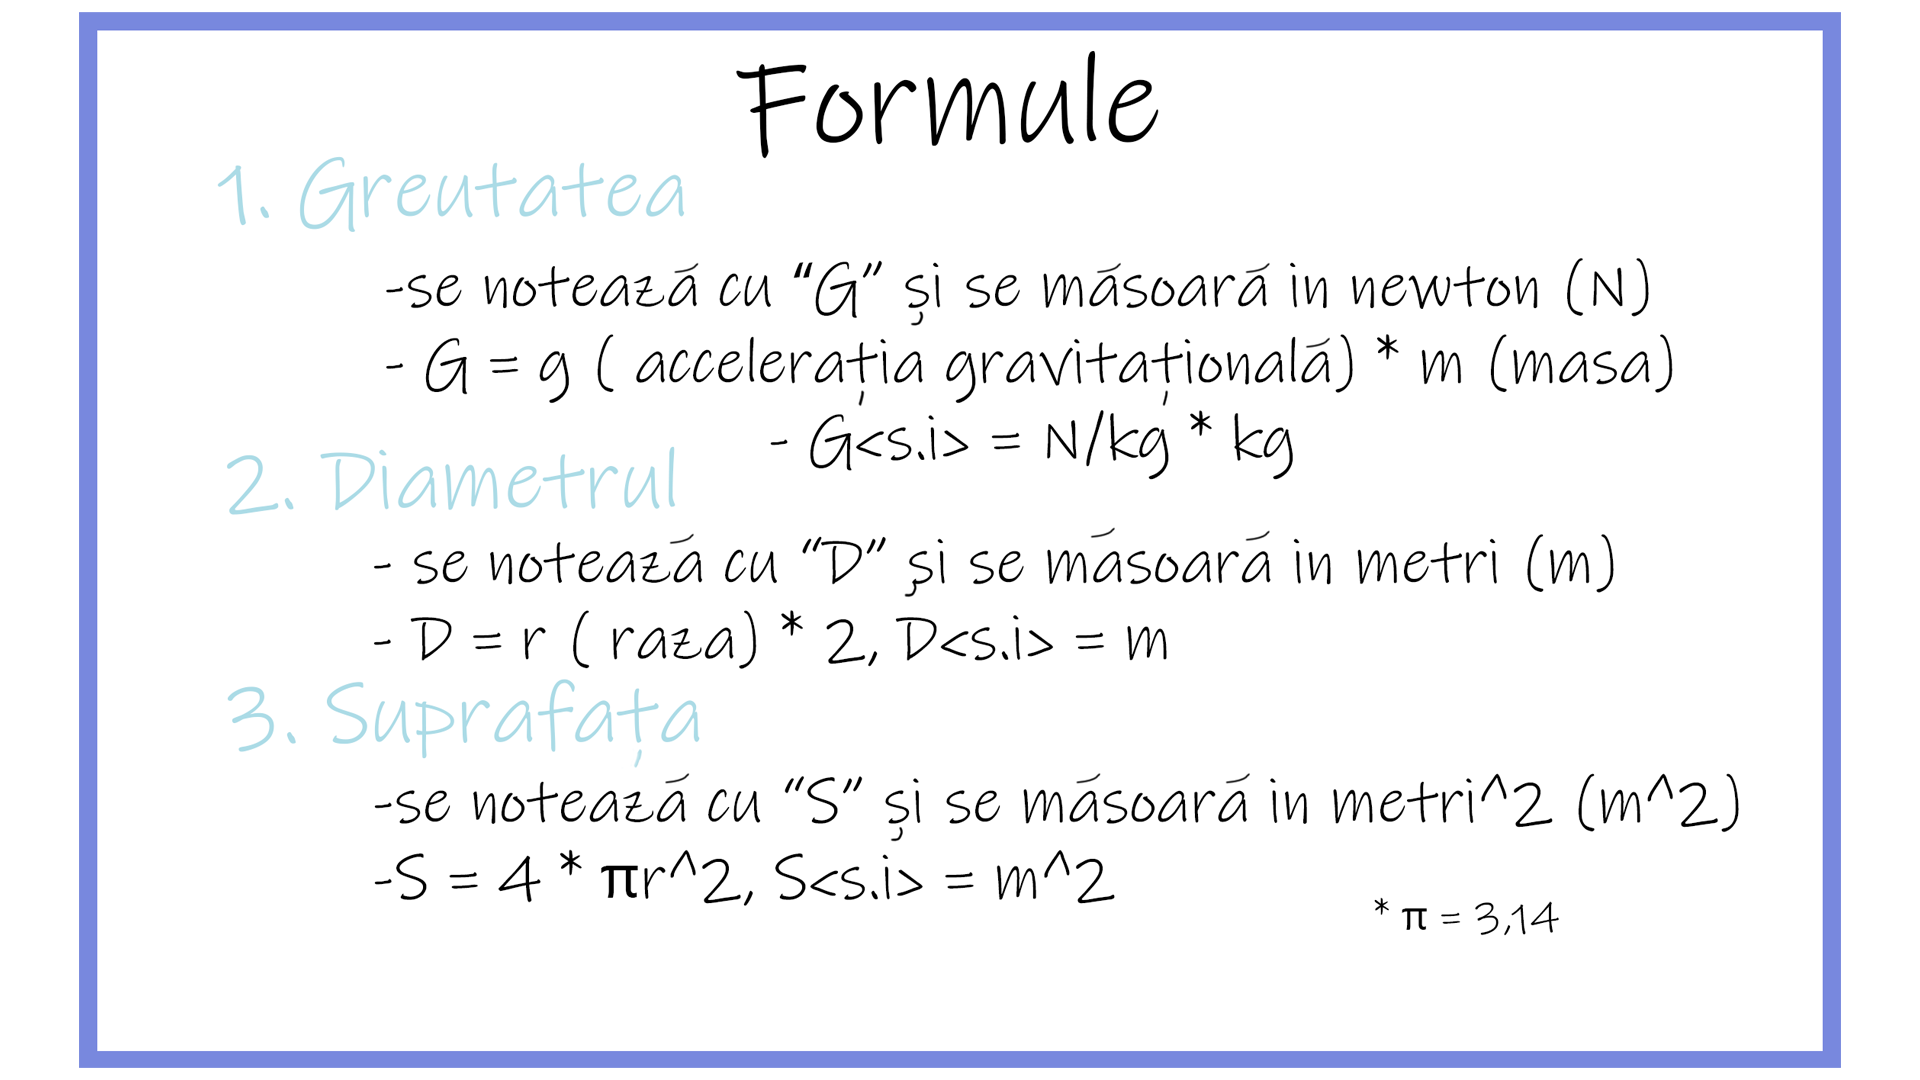 Formule
1. Greutatea
-se notează cu “G” și se măsoară in newton (N)
- G = g ( accelerația gravitațională) * m (masa)
- G<s.i> = N/kg * kg
2. Diametrul
- se notează cu “D” și se măsoară in metri (m)
- D = r ( raza) * 2, D<s.i> = m
3. Suprafața
-se notează cu “S” și se măsoară in metri^2 (m^2)
-S = 4 * πr^2, S<s.i> = m^2
* π = 3,14